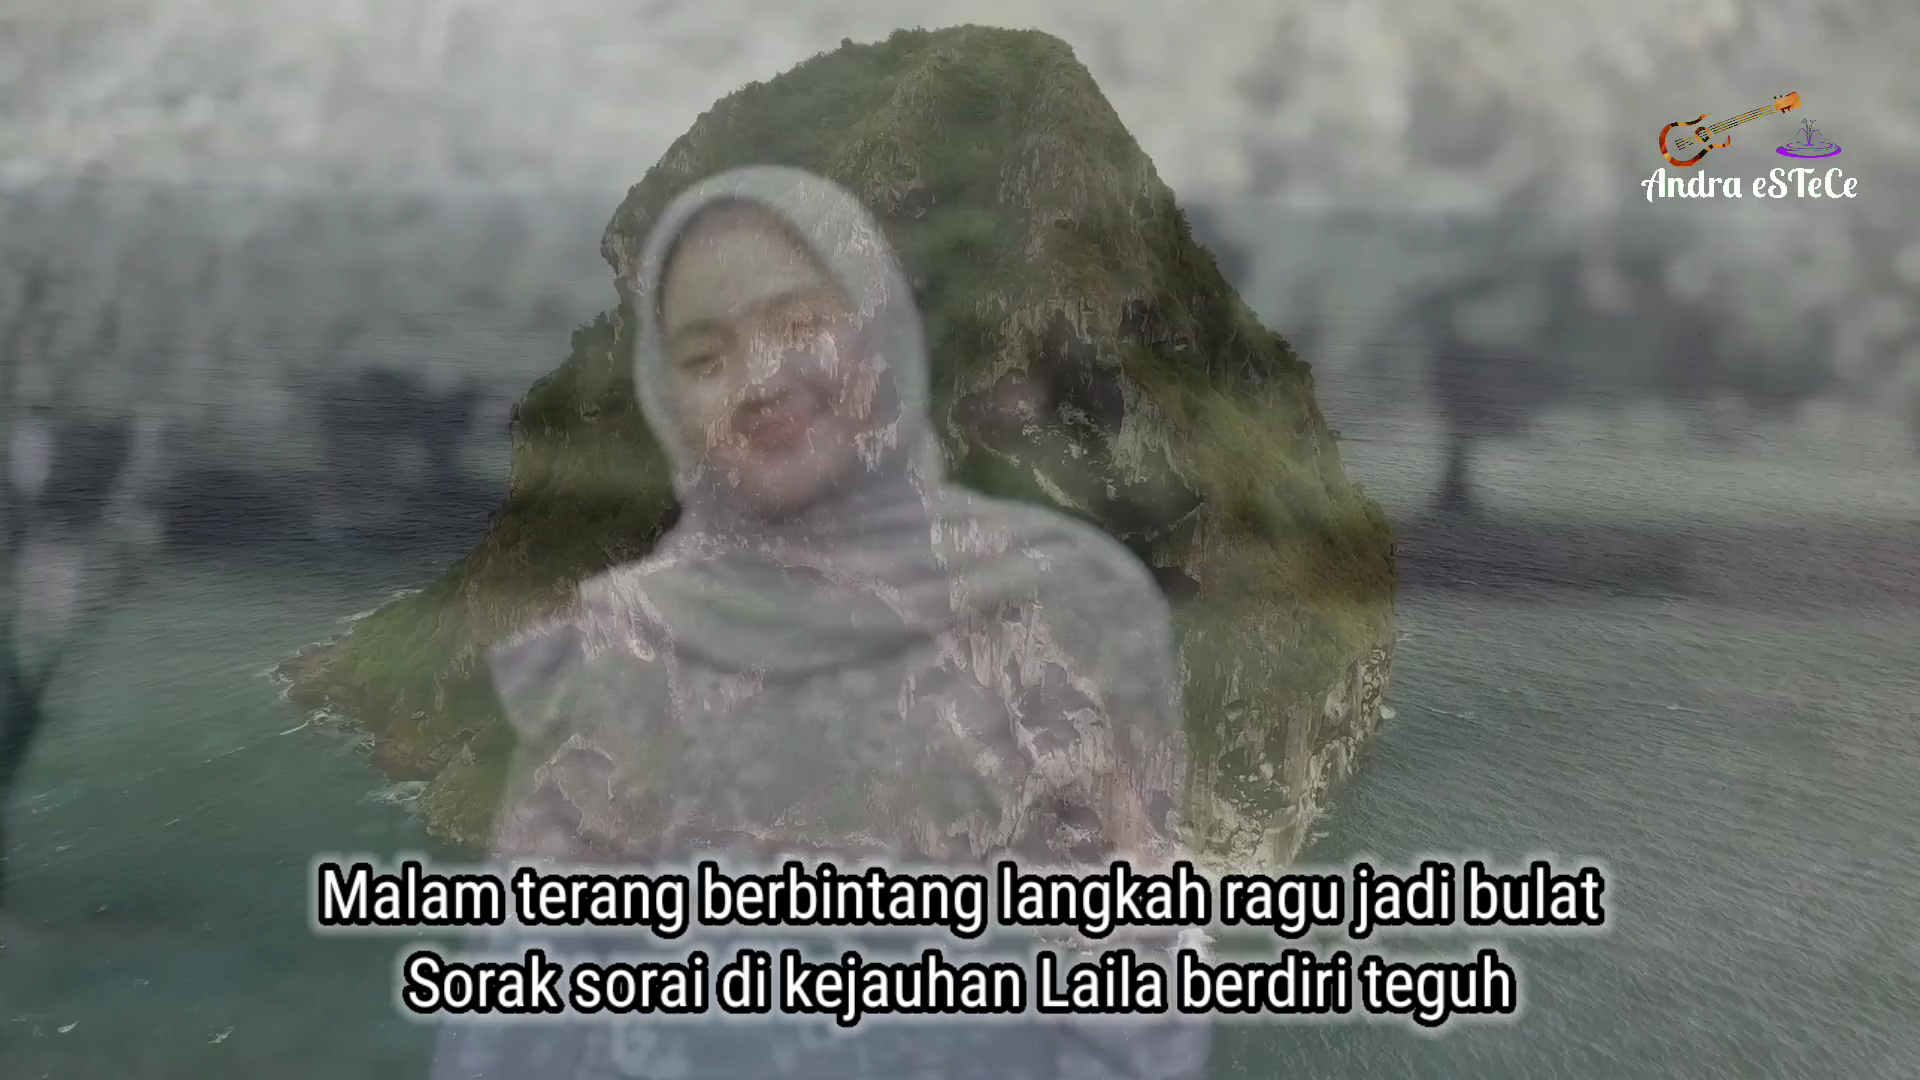 Andra eSTeCe
Malam terang berbintang langkah ragu jadi bulat
Sorak sorai di kejauhan Laila berdiri teguh